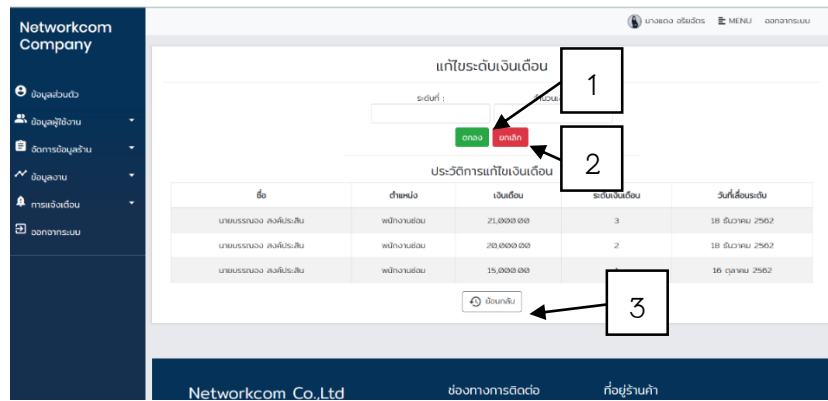 Networkcom
Company
นางแดง อริยฉัตร MENU ออกจากระบบ
ข้อมูลส่วนตัว
ข้อมูลผู้ใช้งาน
จัดการข้อมูลร้าน
ข้อมูลงาน
การแจ้งเตือน
ออกจากระบบ
แก้ไขระดับเงินเดือน
ระดับที่ :
1
ตกลง ยกเลิก
2
ประวัติการแก้ไขเงินเดือน
ชื่อ ตำแหน่ง เงินเดือน ระดับเงินเดือน วันที่เลื่อนระดับ
นายบรรณอง สงค์ประสิน พนักงานซ่อม 21,000.00 3 18 ธันวาคม 2562
นายบรรณอง สงค์ประสิน พนักงานซ่อม 20,000.00 2 18 ธันวาคม 2562
นายบรรณอง สงค์ประสิน พนักงานซ่อม 15,000.00 16 ตุลาคม 2562
ย้อนกลับ
3
Networkcom Co.,Ltd ช่องทางการติดต่อ ที่อยู่ร้านค้า